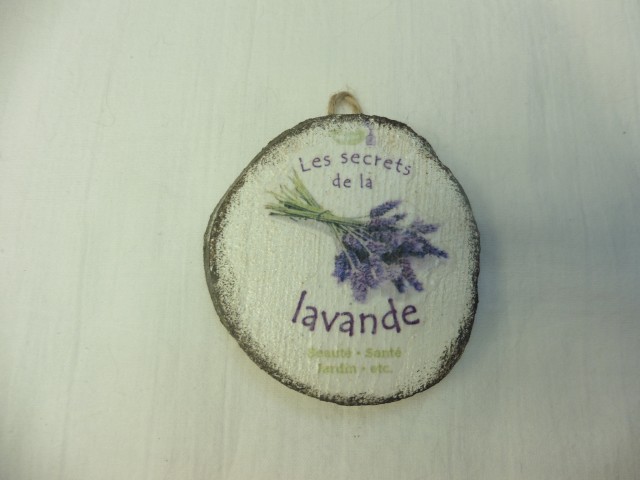 Les secrets
de la
lavande
Beauté - Santé
Jardin - etc.